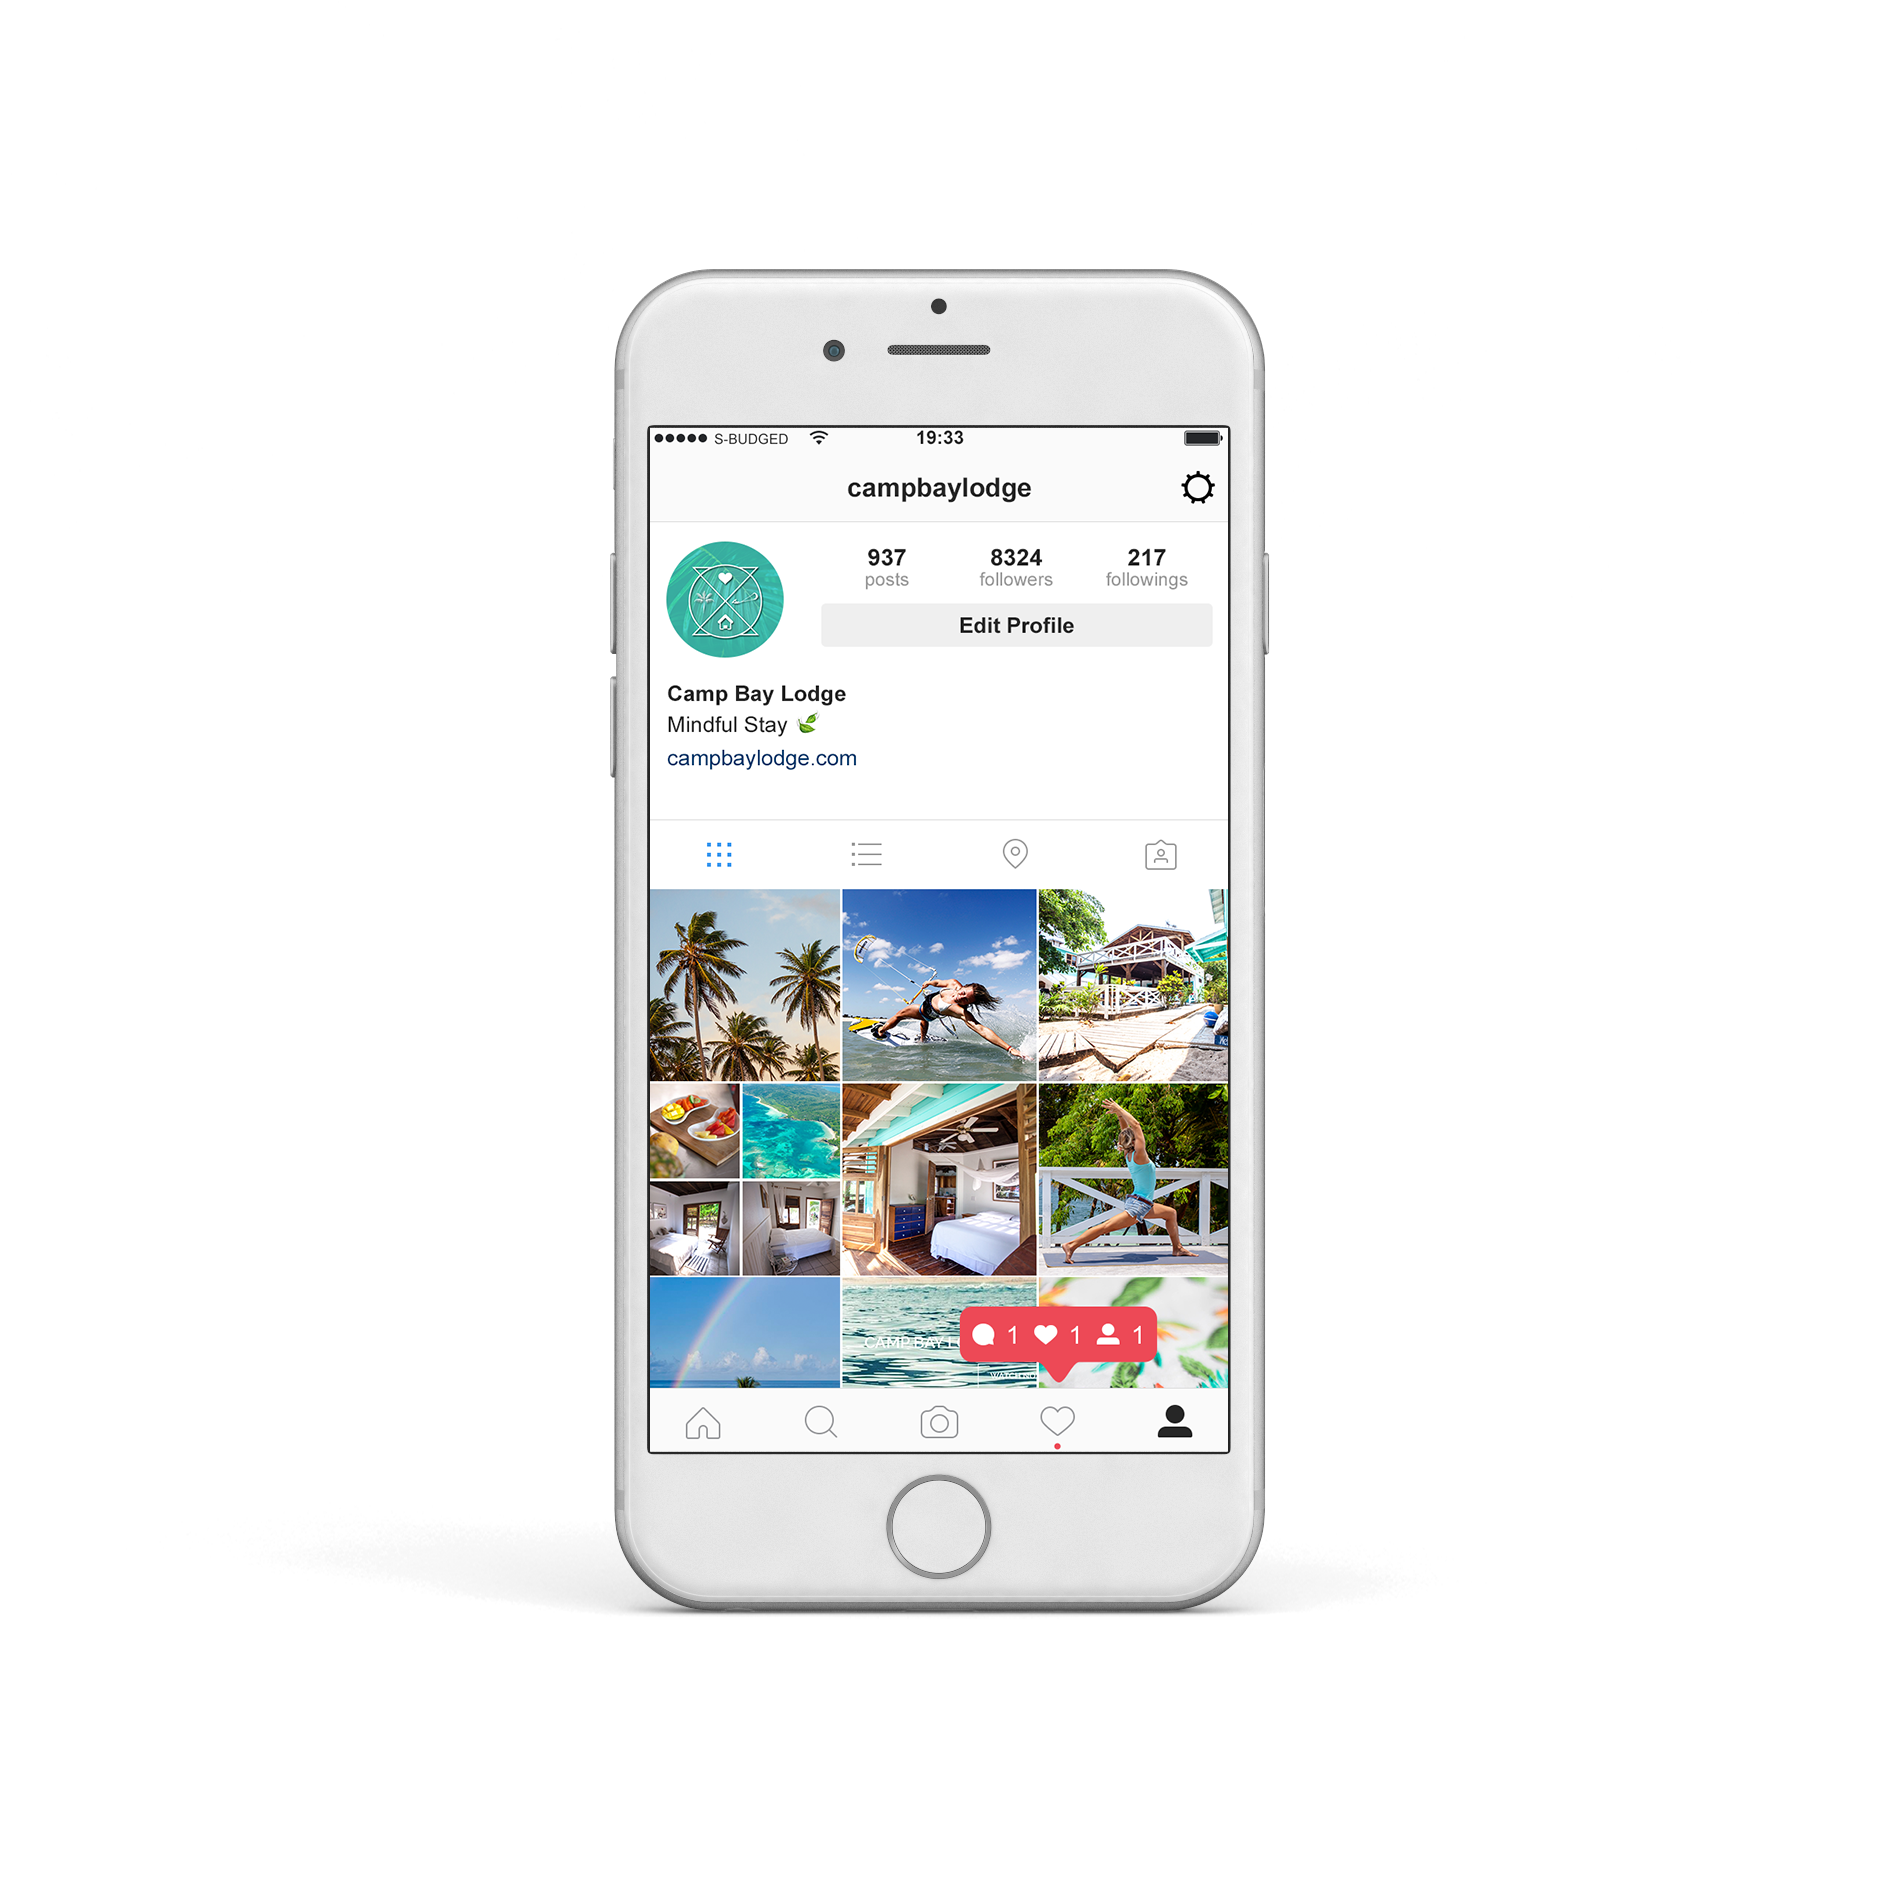 S-BUDGED 19:33
campbaylodge
937 8324 217
posts followers followings
Edit Profile
Camp Bay Lodge
Mindful Stay
campbaylodge.com
CAMP BAY
1 1 1